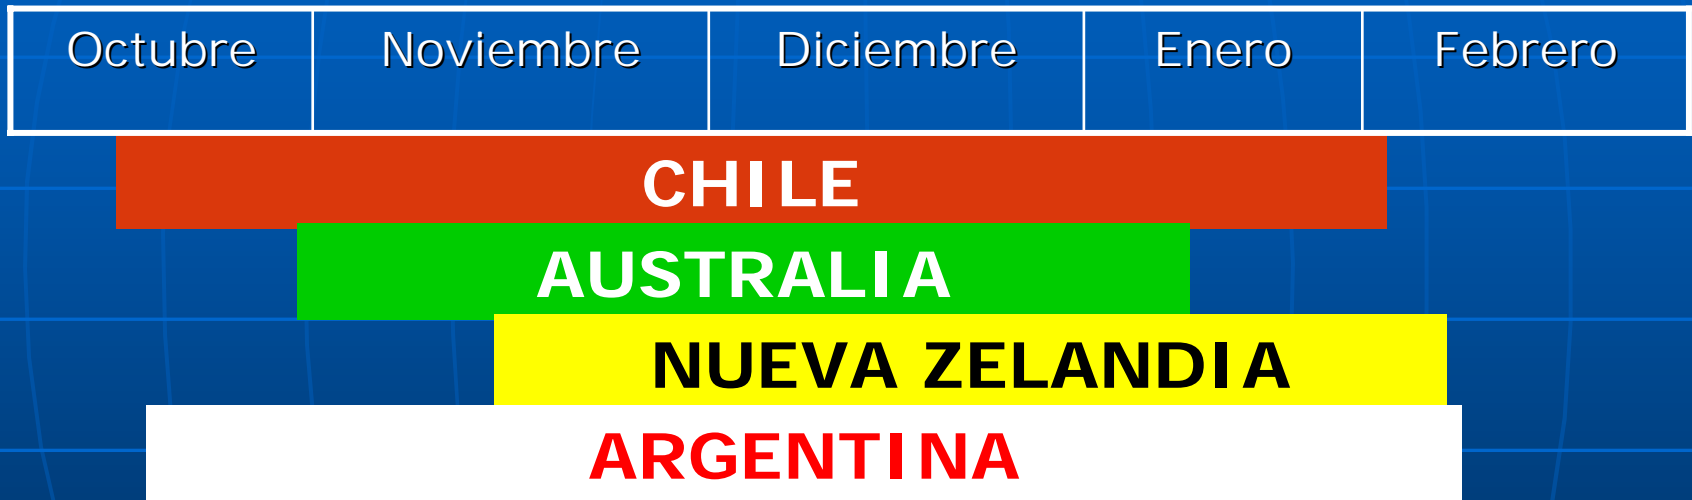 Octubre Noviembre Diciembre Enero Febrero
CHILE
AUSTRALIA
NUEVA ZELANDIA
ARGENTINA